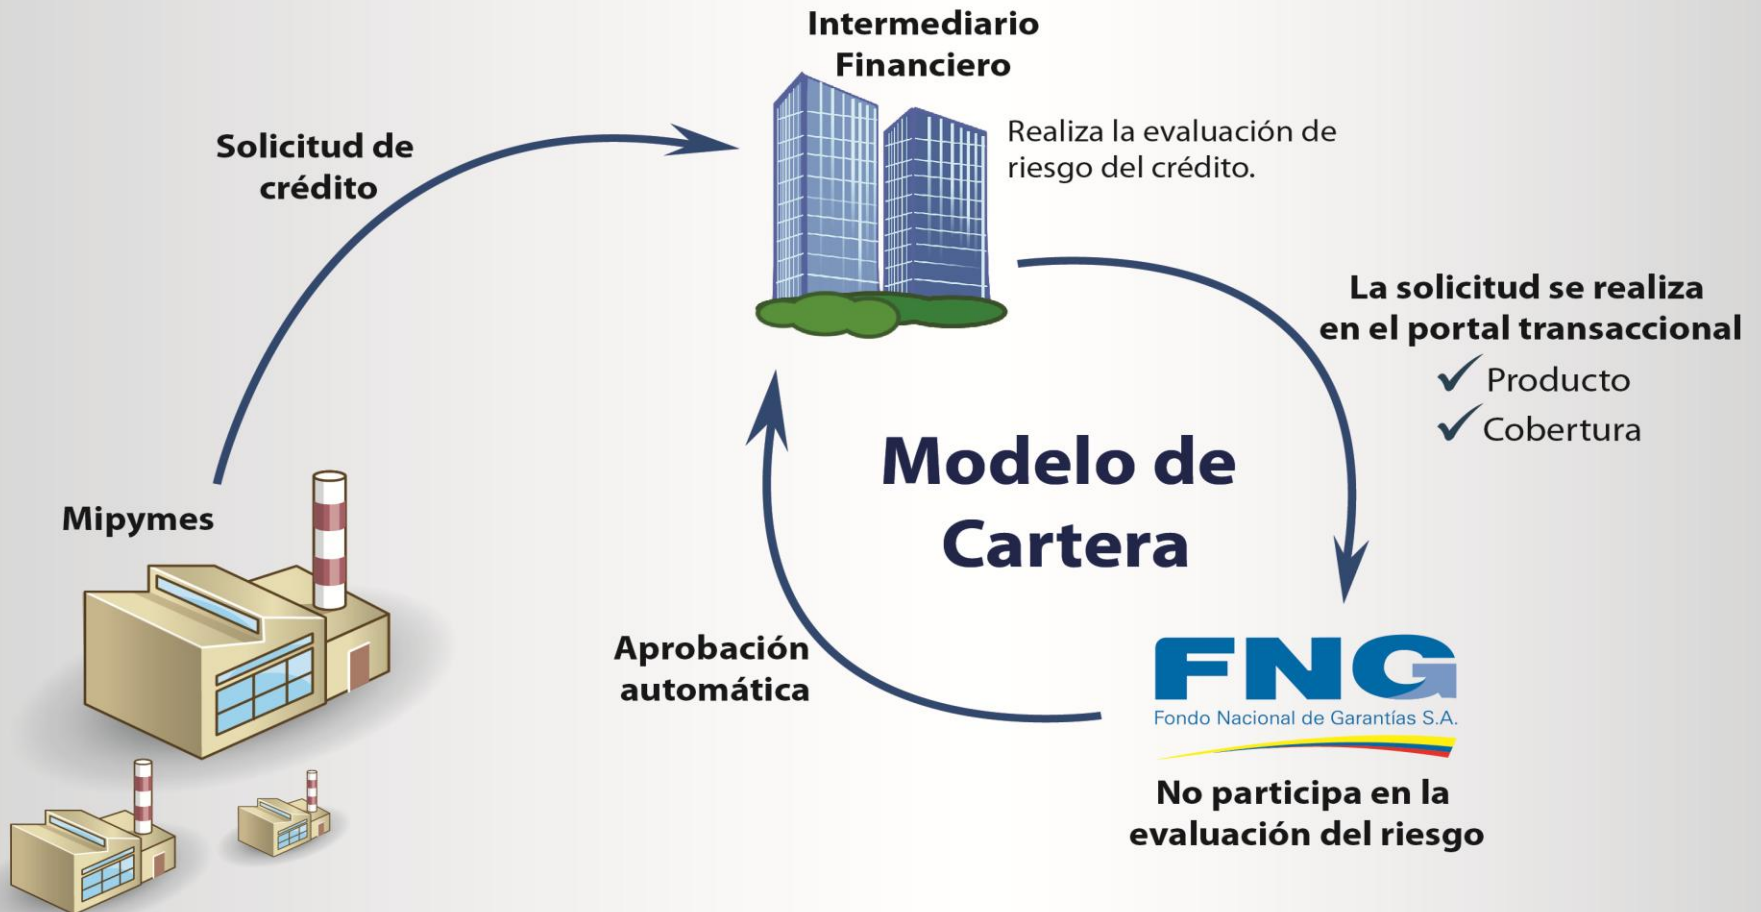 Intermediario
Financiero
Realiza la evaluación de
riesgo del crédito.
Solicitud de
crédito
La solicitud se realiza
en el portal transaccional
Producto
Cobertura
Modelo de
Cartera
Mipymes
Aprobación
automática
FNG
Fondo Nacional de Garantías S.A.
No participa en la
evaluación del riesgo